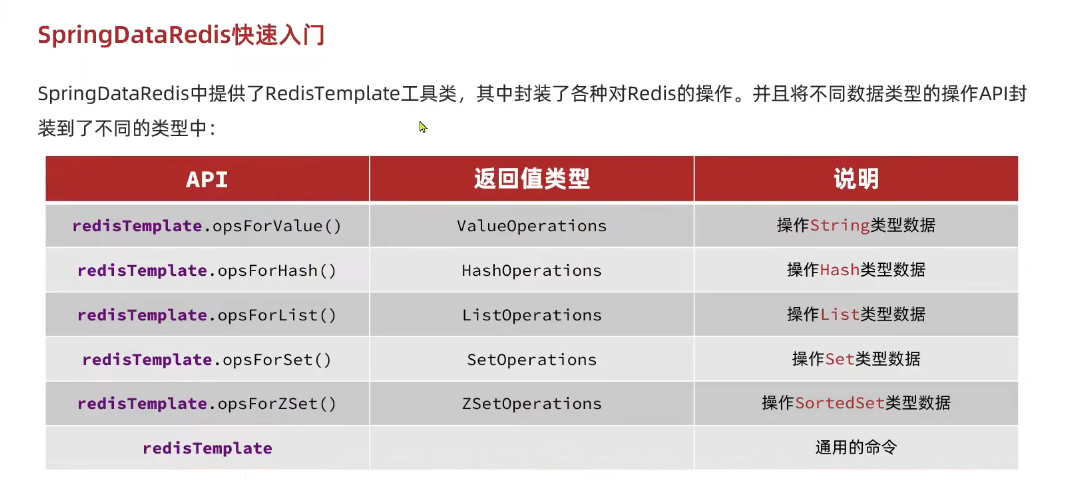 SpringDataRedis快速入门
SpringDataRedis中提供了RedisTemplate工具类，其中封装了各种对Redis的操作。并且将不同数据类型的操作API封
装到了不同的类型中：
API 返回值类型 说明
redisTemplate.opsForValue() ValueOperations 操作String类型数据
redisTemplate.opsForHash() HashOperations 操作Hash类型数据
redisTemplate.opsForList() ListOperations 操作List类型数据
redisTemplate.opsForSet() SetOperations 操作Set类型数据
redisTemplate.opsForZSet() ZSetOperations 操作SortedSet类型数据
redisTemplate 通用的命令